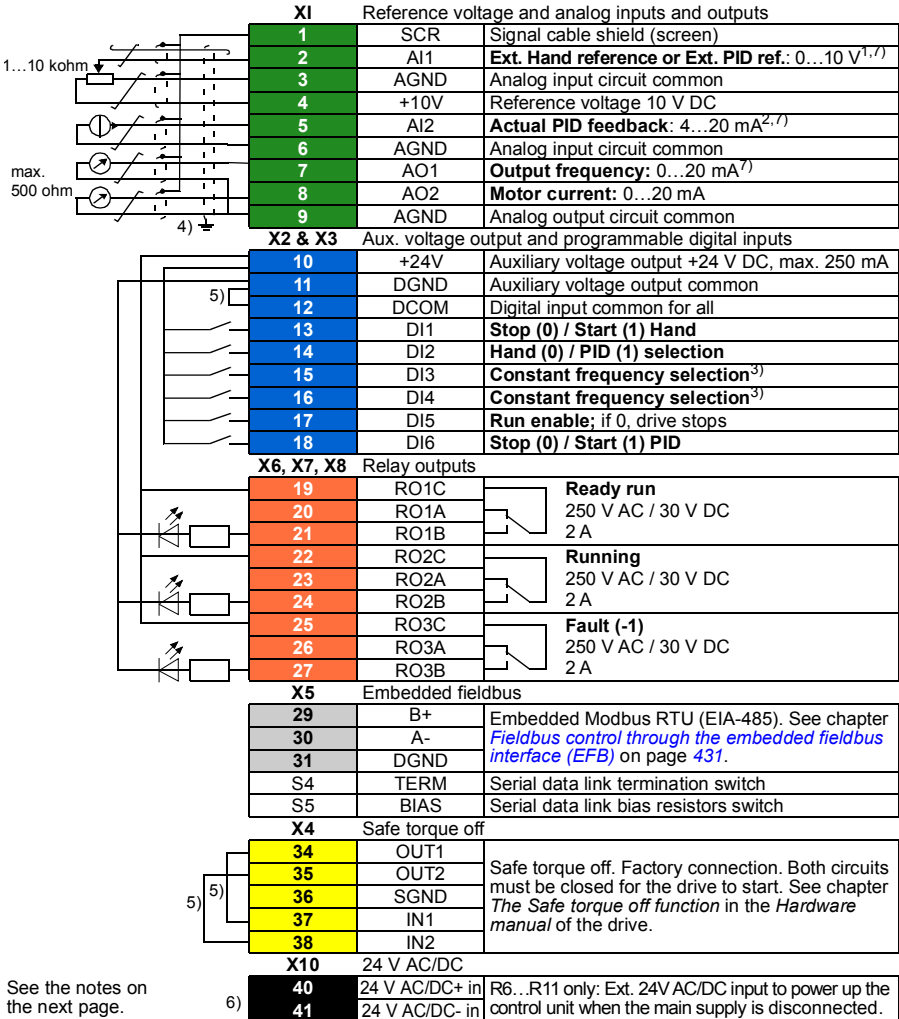 XI Reference voltage and analog inputs and outputs
1 SCR Signal cable shield (screen)
1…10 kohm
2 AI1 Ext. Hand reference or Ext. PID ref.: 0…10 V1,7)
3 AGND Analog input circuit common
4 +10V Reference voltage 10 V DC
5 AI2 Actual PID feedback: 4…20 mA2,7)
6 AGND Analog input circuit common
max.
500 ohm
7 AO1 Output frequency: 0…20 mA7)
8 AO2 Motor current: 0…20 mA
4)
9 AGND Analog output circuit common
X2 & X3 Aux. voltage output and programmable digital inputs
10 +24V Auxiliary voltage output +24 V DC, max. 250 mA
11 DGND Auxiliary voltage output common
5)
12 DCOM Digital input common for all
13 DI1 Stop (0) / Start (1) Hand
14 DI2 Hand (0) / PID (1) selection
15 DI3 Constant frequency selection3)
16 DI4 Constant frequency selection3)
17 DI5 Run enable; if 0, drive stops
18 DI6 Stop (0) / Start (1) PID
X6, X7, X8 Relay outputs
19 RO1C Ready run
20 RO1A 250 V AC / 30 V DC
21 RO1B 2 A
22 RO2C Running
23 RO2A 250 V AC / 30 V DC
24 RO2B 2 A
25 RO3C Fault (-1)
26 RO3A 250 V AC / 30 V DC
27 RO3B 2 A
X5 Embedded fieldbus
29 B+
30 A-
31 DGND
Embedded Modbus RTU (EIA-485). See chapter
Fieldbus control through the embedded fieldbus
interface (EFB) on page 431.
S4 TERM Serial data link termination switch
S5 BIAS Serial data link bias resistors switch
X4 Safe torque off
34 OUT1
35 OUT2
36 SGND
37 IN1
38 IN2
5)
5)
Safe torque off. Factory connection. Both circuits
must be closed for the drive to start. See chapter
The Safe torque off function in the Hardware
manual of the drive.
X10 24 V AC/DC
40 24 V AC/DC+ in
41 24 V AC/DC- in
R6…R11 only: Ext. 24V AC/DC input to power up the
control unit when the main supply is disconnected.
See the notes on
the next page.
6)